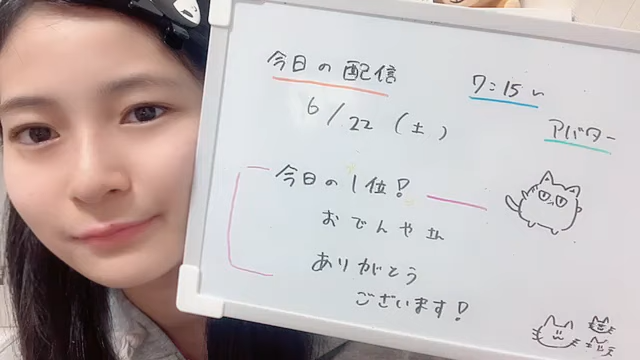 今日の配信
7:15〜
6/22(土)
アバター
今日の1位!
おでんや
ありがとう
ございます!